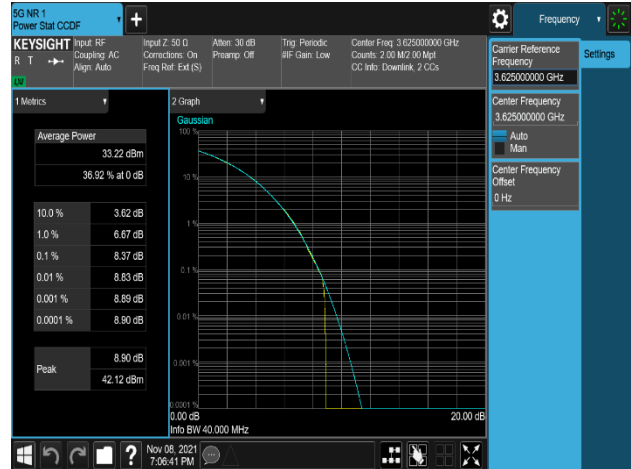 5G NR 1
Power Stat CCDF
Frequency
KEYSIGHT
R T
LXI
Input: RF
Coupling: AC
Align: Auto
Input Z: 50 Ω
Corrections: On
Freq Ref: Ext (S)
Atten: 30 dB
Preamp: Off
Trig: Periodic
#IF Gain: Low
Center Freq: 3.625000000 GHz
Counts: 2.00 M/2.00 Mpt
CC Info: Downlink, 2 CCs
Carrier Reference
Frequency
3.625000000 GHz
Settings
Center Frequency
3.625000000 GHz
Auto
Man
Center Frequency
Offset
0 Hz
1 Metrics
Average Power
33.22 dBm
36.92 % at 0 dB
10.0 % 3.62 dB
1.0 % 6.67 dB
0.1 % 8.37 dB
0.01 % 8.83 dB
0.001 % 8.89 dB
0.0001 % 8.90 dB
Peak
8.90 dB
42.12 dBm
2 Graph
Gaussian
100 %
10 %
1 %
0.1 %
0.01 %
0.001 %
0.0001 %
0.00 dB 20.00 dB
Info BW 40.000 MHz
?
Nov 08, 2021
7:06:41 PM